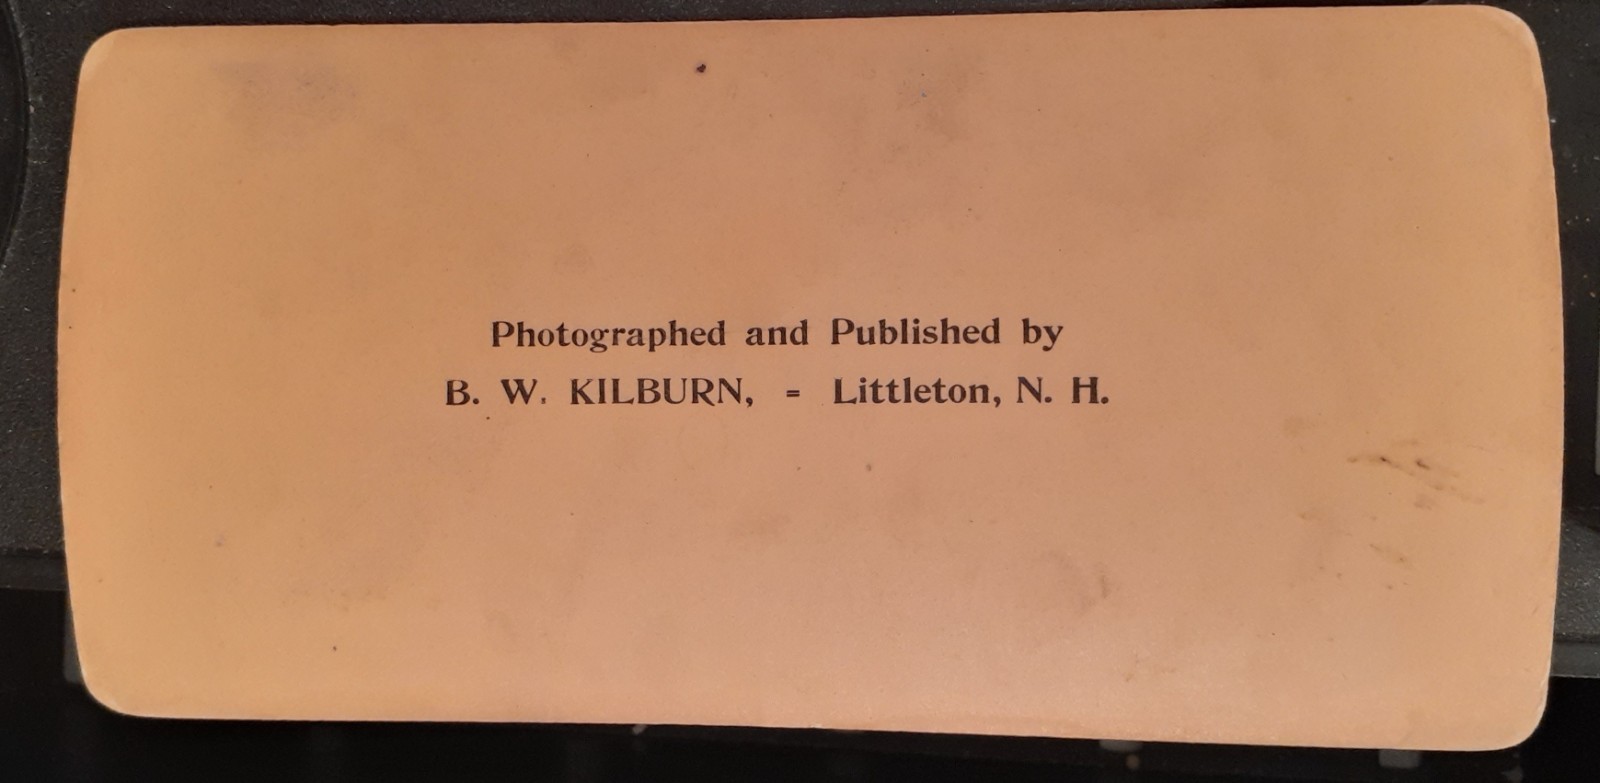 Photographed and Published by
B. W. KILBURN, = Littleton, N. H.